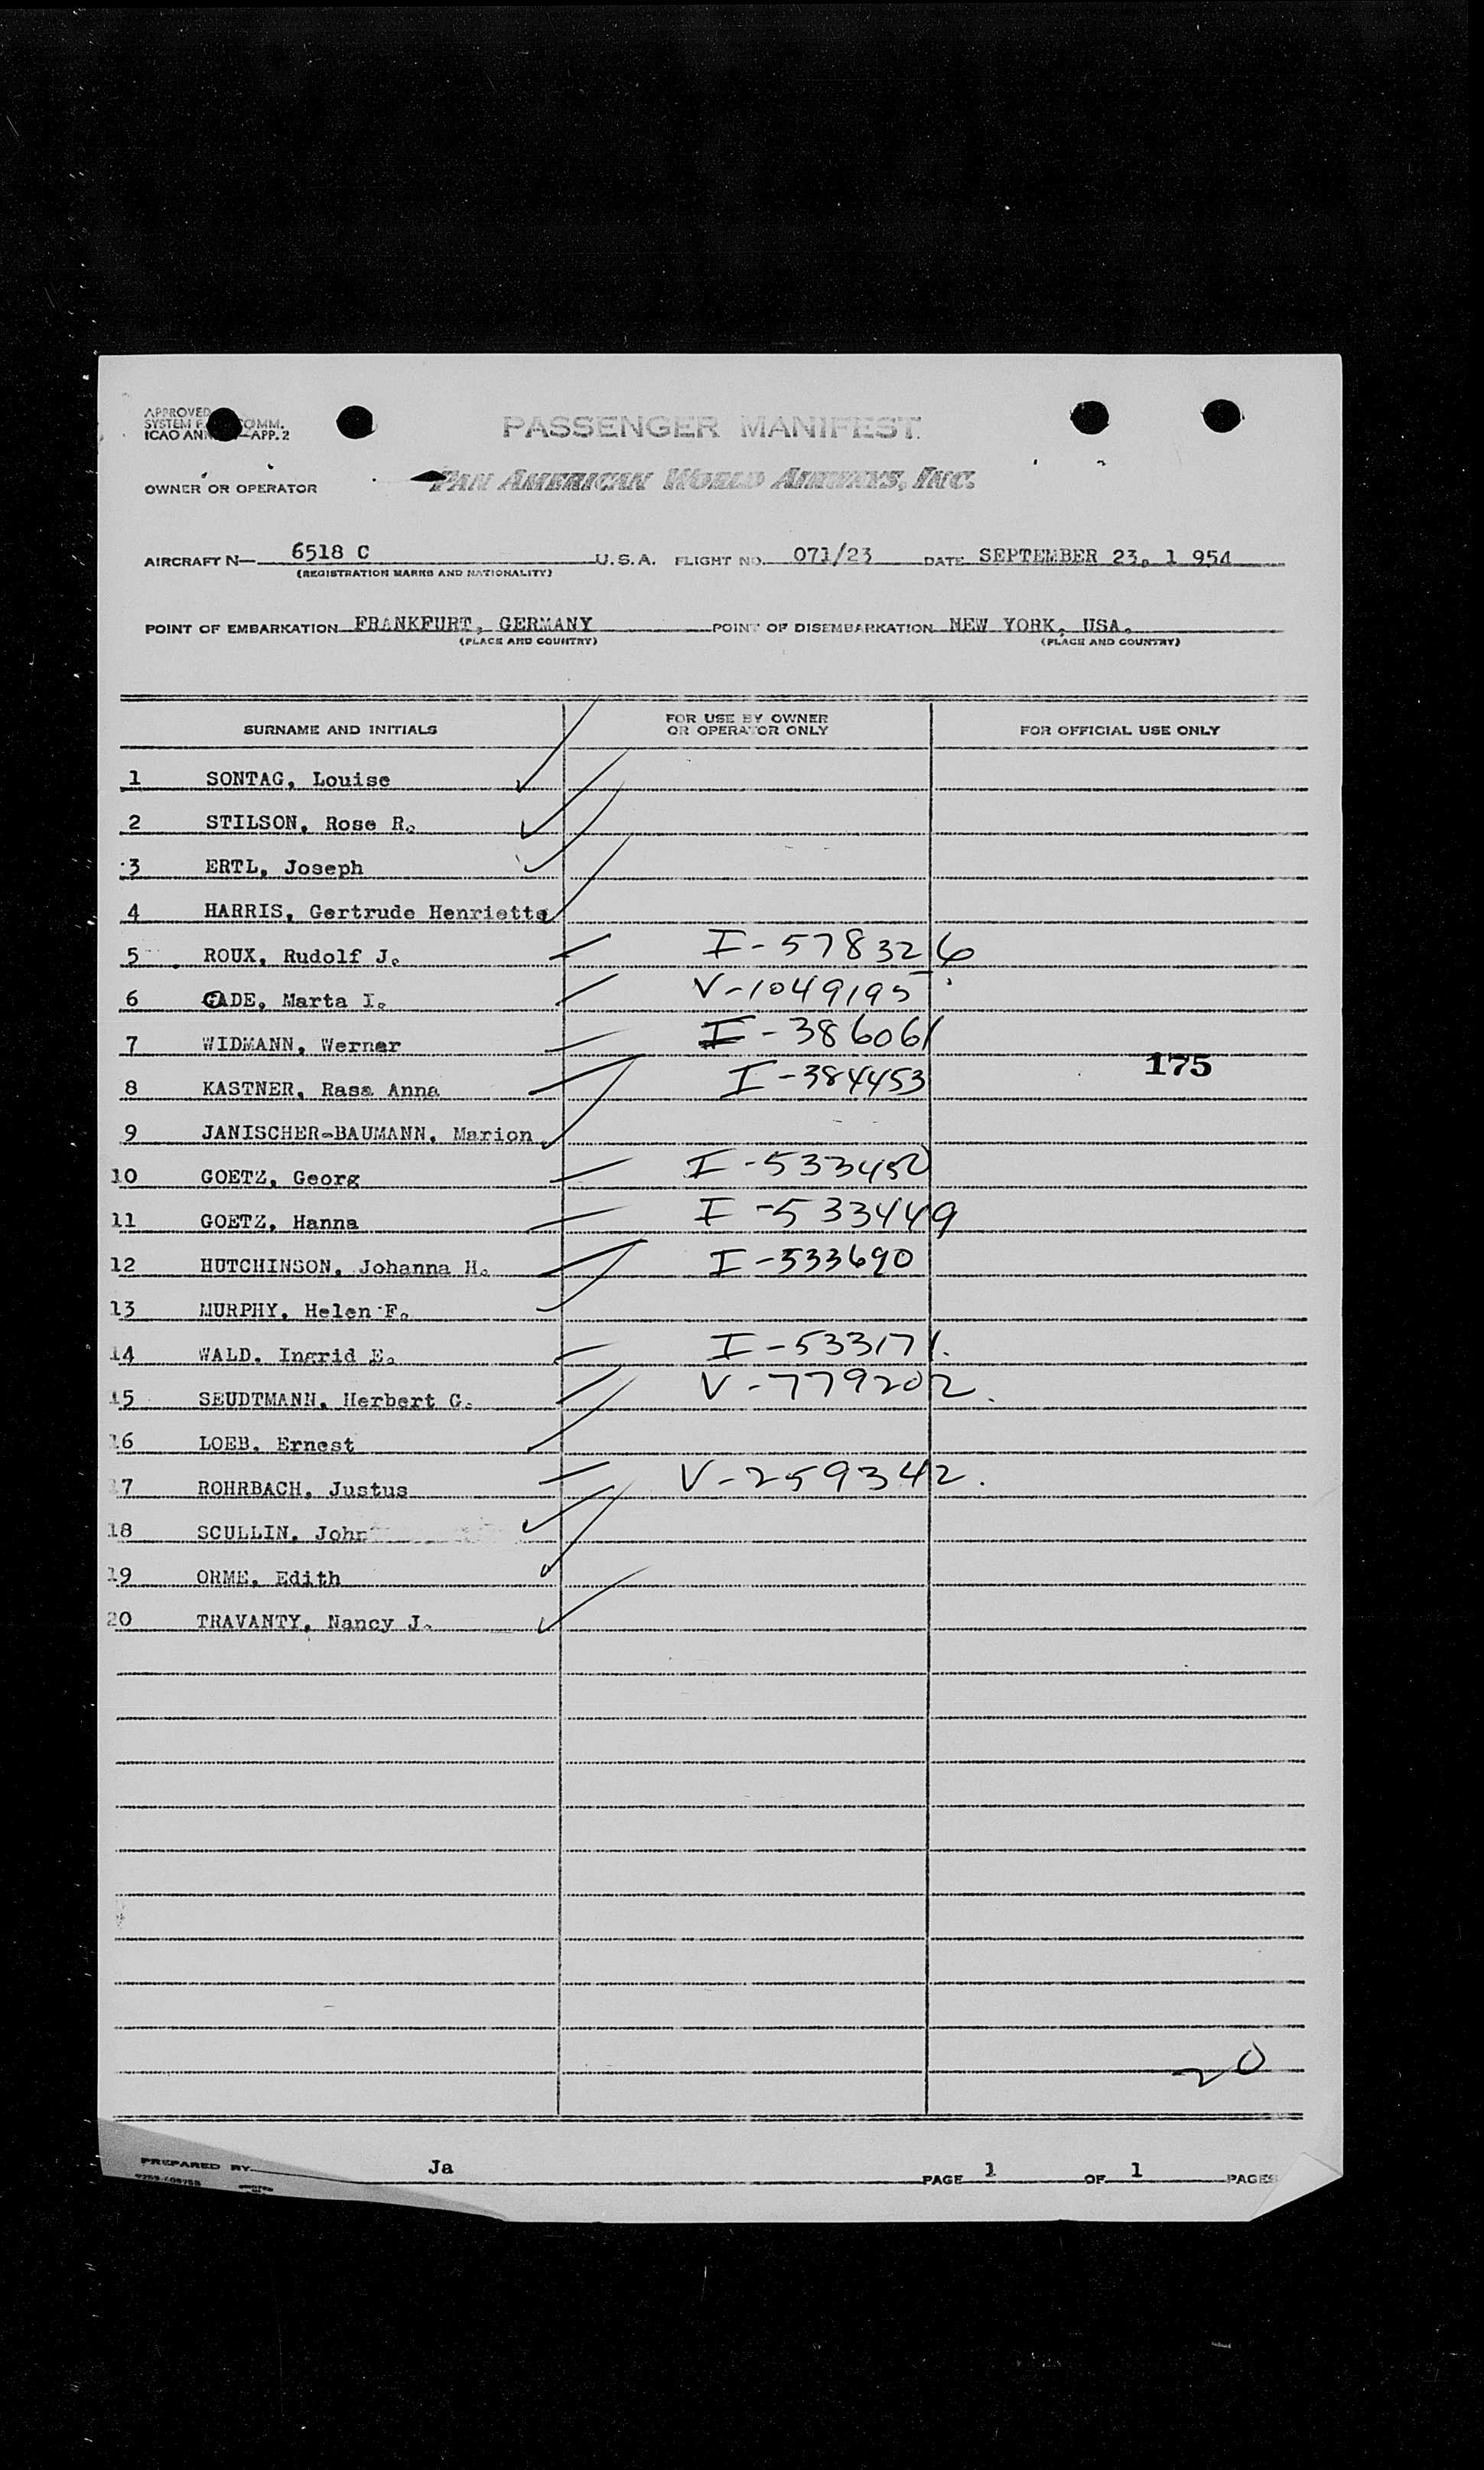 APPROVED
SYSTEM F COMM.
ICAO ANN —APP. 2
PASSENGER MANIFEST
OWNER OR OPERATOR PAN AMERICAN WORLD AIRWAYS, INC.
AIRCRAFT N— 6518 C U.S.A. FLIGHT NO. 071/23 DATE SEPTEMBER 23, 1 954
(REGISTRATION MARKS AND NATIONALITY)
POINT OF EMBARKATION FRANKFURT, GERMANY POINT OF DISEMBARKATION NEW YORK, USA.
(PLACE AND COUNTRY) (PLACE AND COUNTRY)
SURNAME AND INITIALS FOR USE BY OWNER OR OPERATOR ONLY FOR OFFICIAL USE ONLY
1 SONTAG, Louise
2 STILSON, Rose R.
3 ERTL, Joseph
4 HARRIS, Gertrude Henrietta
5 ROUX, Rudolf J. I-578326
6 GADE, Marta I. V-1049195
7 WIDMANN, Werner I-386061
175
8 KASTNER, Rasa Anna I-384453
9 JANISCHER-BAUMANN, Marion
10 GOETZ, Georg I-533450
11 GOETZ, Hanna I-533449
12 HUTCHINSON, Johanna H. I-533690
13 MURPHY, Helen F.
14 WALD, Ingrid E. I-533171.
15 SEUDTMANN, Herbert G. V-779202.
16 LOEB, Ernest
17 ROHRBACH, Justus V-259342.
18 SCULLIN, John
19 ORME, Edith
20 TRAVANTY, Nancy J.
20
PREPARED BY Ja PAGE 1 OF 1 PAGES